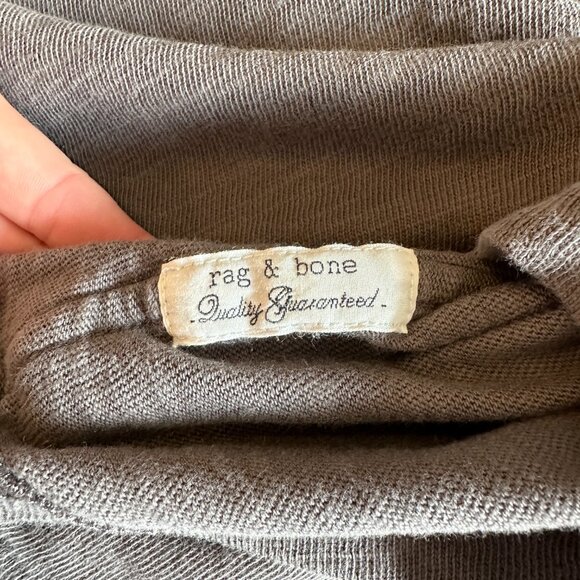 rag & bone
- Quality Guaranteed -